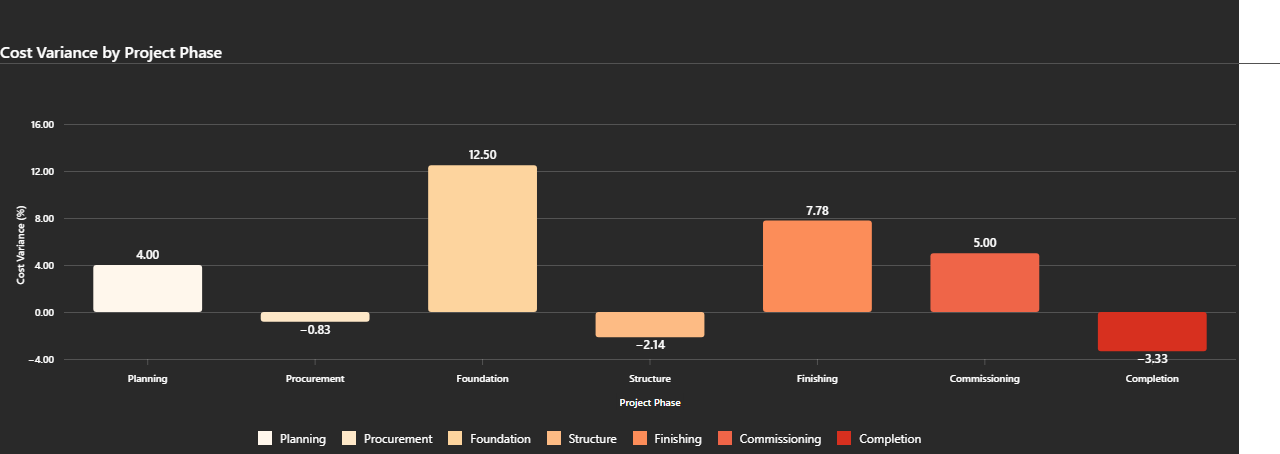 Cost Variance by Project Phase
16.00
12.50
12.00
8.00
7.78
Cost Variance (%)
5.00
4.00
4.00
0.00
−0.83
−2.14
−4.00
−3.33
Planning Procurement Foundation Structure Finishing Commissioning Completion
Project Phase
Planning Procurement Foundation Structure Finishing Commissioning Completion